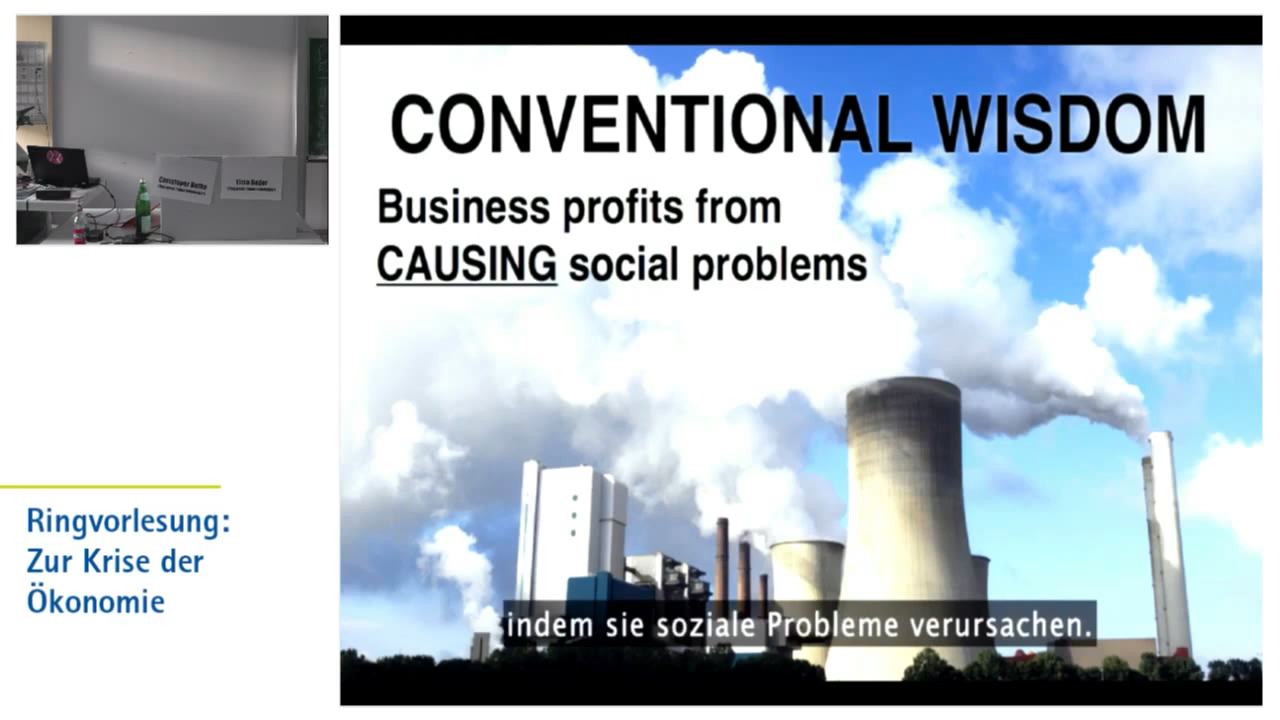 CONVENTIONAL WISDOM
Business profits from
CAUSING social problems
indem sie soziale Probleme verursachen.
Ringvorlesung:
Zur Krise der
Ökonomie